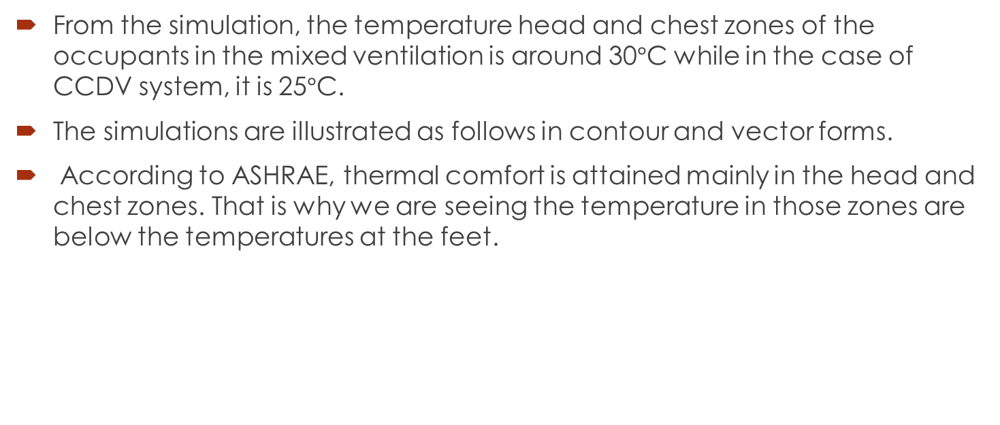 From the simulation, the temperature head and chest zones of the
occupants in the mixed ventilation is around 30°C while in the case of
CCDV system, it is 25°C.
The simulations are illustrated as follows in contour and vector forms.
According to ASHRAE, thermal comfort is attained mainly in the head and
chest zones. That is why we are seeing the temperature in those zones are
below the temperatures at the feet.